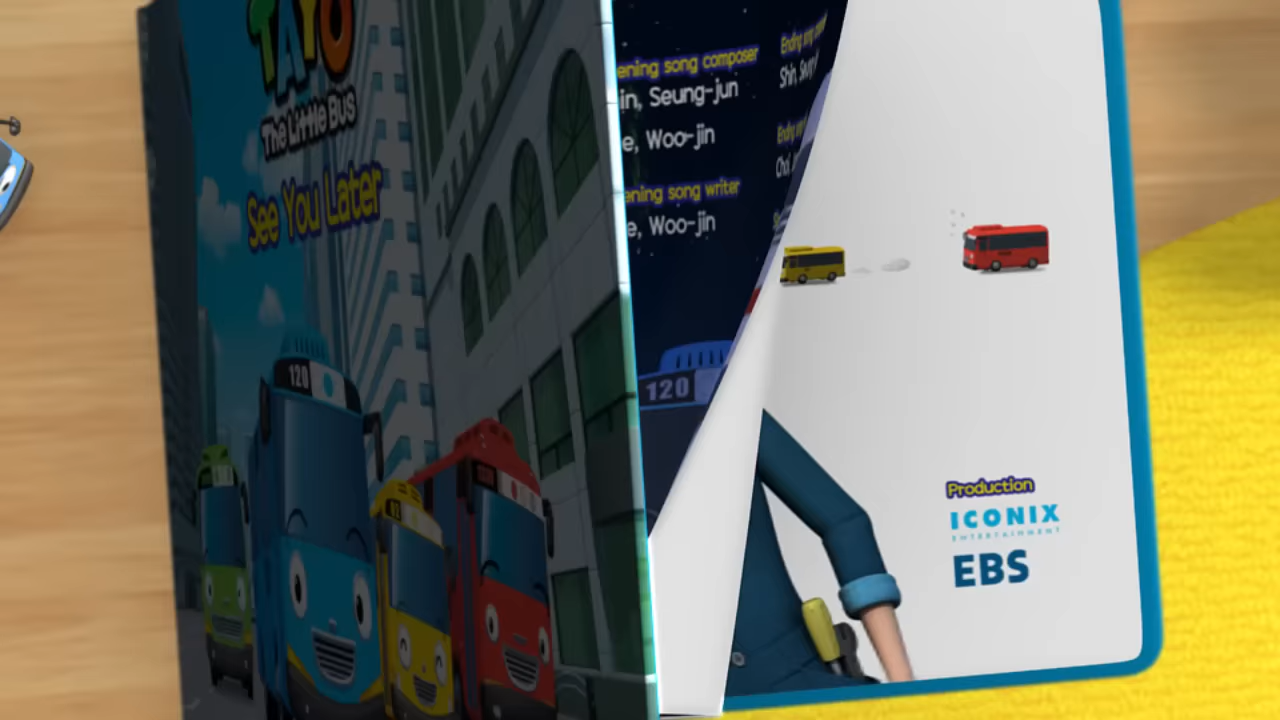 TAYO
The Little Bus
See You Later
120
ening song composer
in, Seung-jun
e, Woo-jin
ening song writer
e, Woo-jin
120
Ending song
Shin, Seung
Production
ICONIX
ENTERTAINMENT
EBS